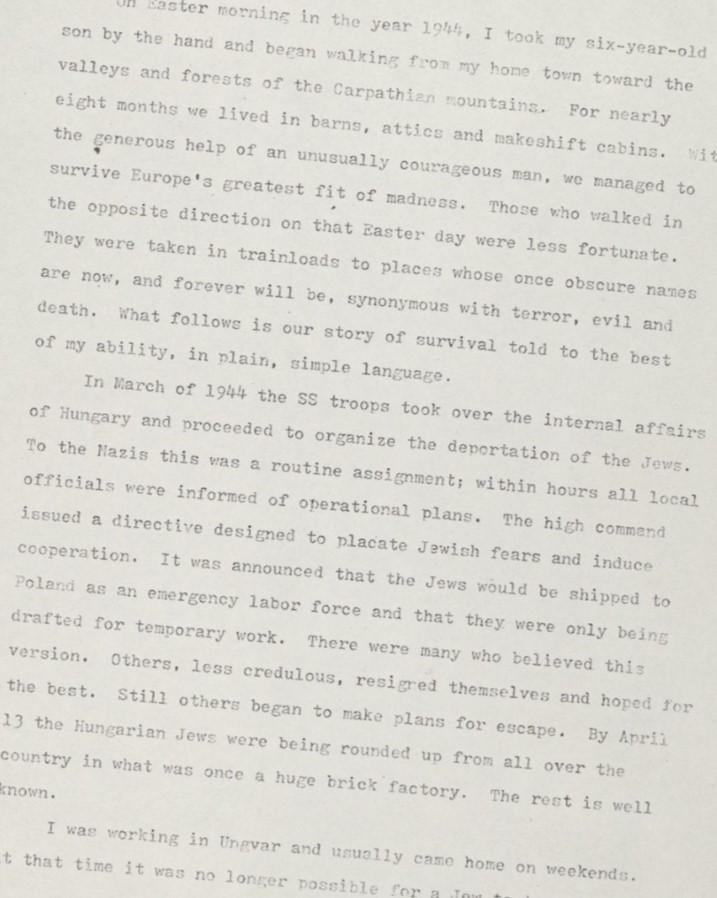 On Easter morning in the year 1944, I took my six-year-old
son by the hand and began walking from my home town toward the
valleys and forests of the Carpathian mountains. For nearly
eight months we lived in barns, attics and makeshift cabins. Wit
the generous help of an unusually courageous man, we managed to
survive Europe's greatest fit of madness. Those who walked in
the opposite direction on that Easter day were less fortunate.
They were taken in trainloads to places whose once obscure names
are now, and forever will be, synonymous with terror, evil and
death. What follows is our story of survival told to the best
of my ability, in plain, simple language.
In March of 1944 the SS troops took over the internal affairs
of Hungary and proceeded to organize the deportation of the Jews.
To the Nazis this was a routine assignment; within hours all local
officials were informed of operational plans. The high command
issued a directive designed to placate Jewish fears and induce
cooperation. It was announced that the Jews would be shipped to
Poland as an emergency labor force and that they were only being
drafted for temporary work. There were many who believed this
version. Others, less credulous, resigned themselves and hoped for
the best. Still others began to make plans for escape. By April
13 the Hungarian Jews were being rounded up from all over the
country in what was once a huge brick factory. The rest is well
known.
I was working in Ungvar and usually came home on weekends.
t that time it was no longer possible for a Jew to